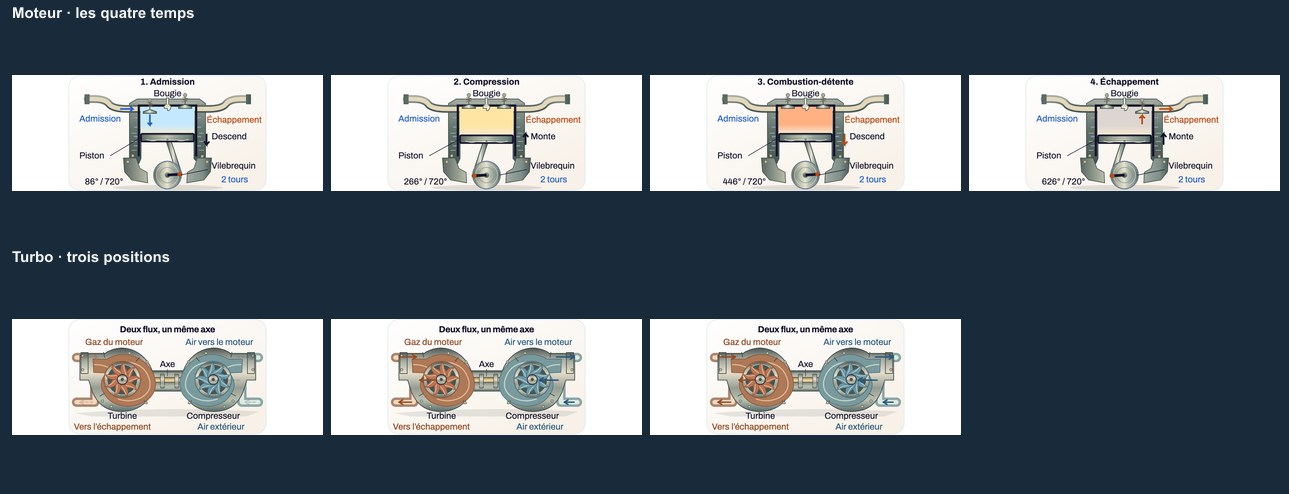 Moteur · les quatre temps
1. Admission
Bougie
Admission
Échappement
Descend
Piston
Vilebrequin
86° / 720°
2 tours
2. Compression
Bougie
Admission
Échappement
Monte
Piston
Vilebrequin
266° / 720°
2 tours
3. Combustion-détente
Bougie
Admission
Échappement
Descend
Piston
Vilebrequin
446° / 720°
2 tours
4. Échappement
Bougie
Admission
Échappement
Monte
Piston
Vilebrequin
626° / 720°
2 tours
Turbo · trois positions
Deux flux, un même axe
Gaz du moteur
Air vers le moteur
Axe
Turbine
Compresseur
Vers l'échappement
Air extérieur
Deux flux, un même axe
Gaz du moteur
Air vers le moteur
Axe
Turbine
Compresseur
Vers l'échappement
Air extérieur
Deux flux, un même axe
Gaz du moteur
Air vers le moteur
Axe
Turbine
Compresseur
Vers l'échappement
Air extérieur